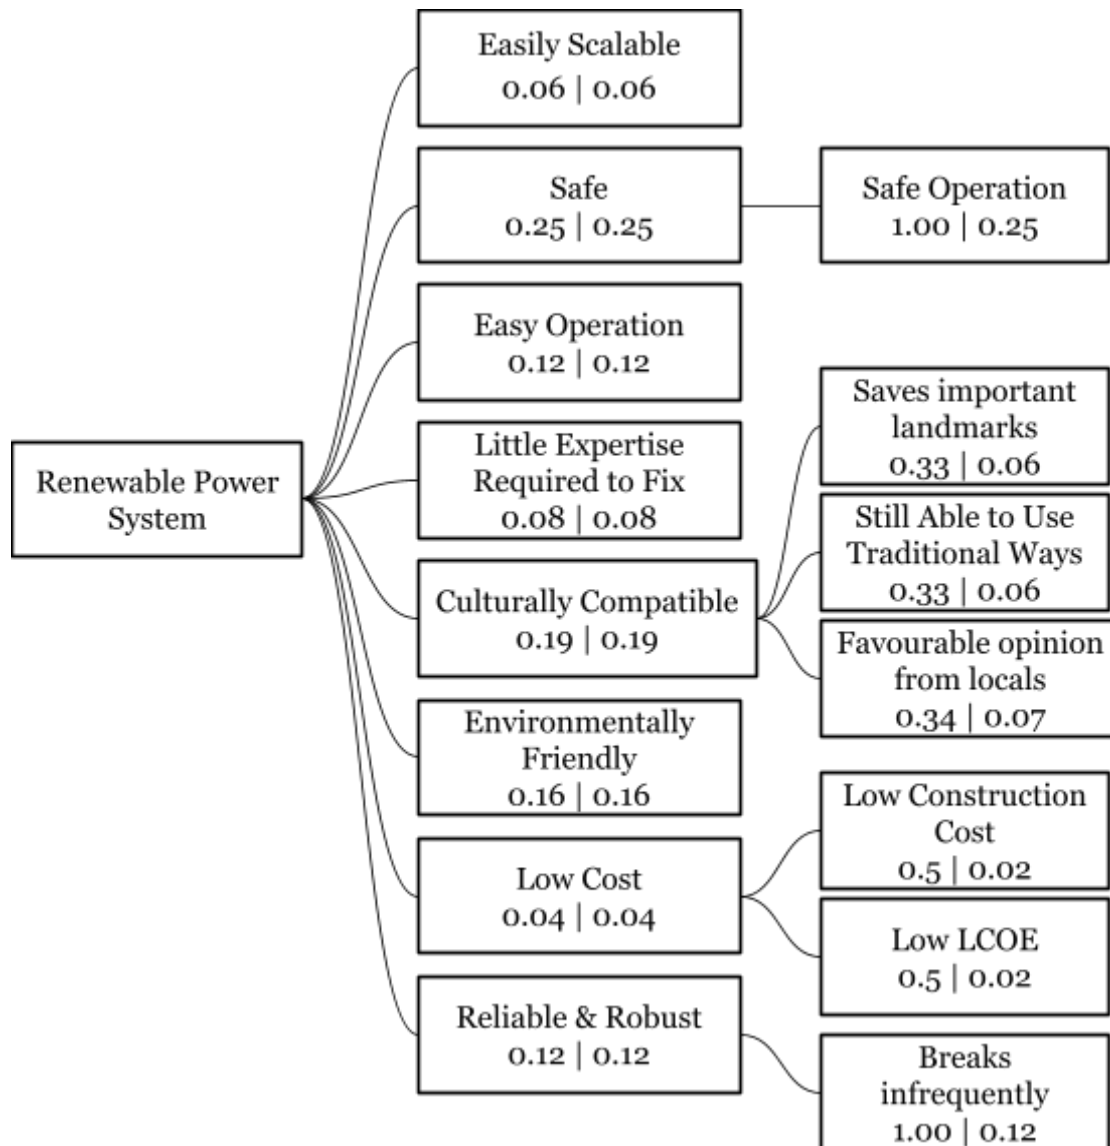 Renewable Power
System
Easily Scalable
0.06 | 0.06
Safe
0.25 | 0.25
Safe Operation
1.00 | 0.25
Easy Operation
0.12 | 0.12
Little Expertise
Required to Fix
0.08 | 0.08
Culturally Compatible
0.19 | 0.19
Saves important
landmarks
0.33 | 0.06
Still Able to Use
Traditional Ways
0.33 | 0.06
Favourable opinion
from locals
0.34 | 0.07
Environmentally
Friendly
0.16 | 0.16
Low Cost
0.04 | 0.04
Low Construction
Cost
0.5 | 0.02
Low LCOE
0.5 | 0.02
Reliable & Robust
0.12 | 0.12
Breaks
infrequently
1.00 | 0.12